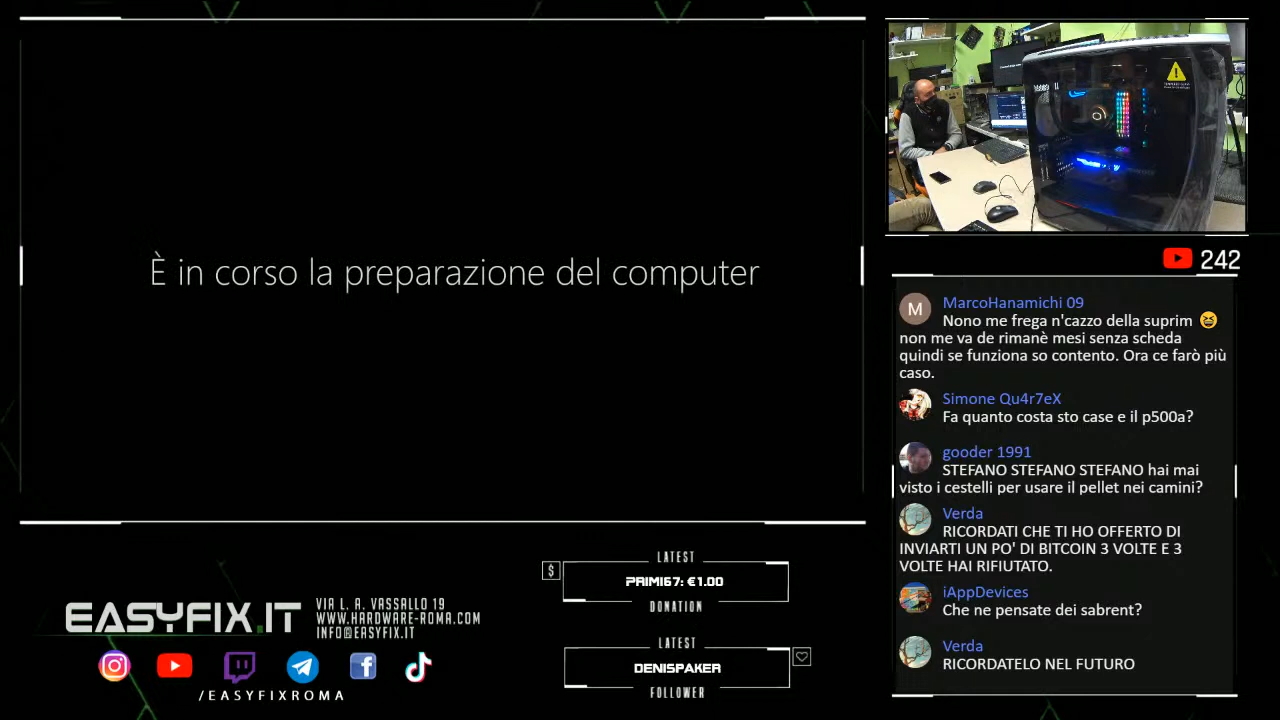 È in corso la preparazione del computer
242
M
MarcoHanamichi 09
Nono me frega n'cazzo della suprim 😆
non me va de rimanè mesi senza scheda
quindi se funziona so contento. Ora ce farò più
caso.
Simone Qu4r7eX
Fa quanto costa sto case e il p500a?
gooder 1991
STEFANO STEFANO STEFANO hai mai
visto i cestelli per usare il pellet nei camini?
Verda
RICORDATI CHE TI HO OFFERTO DI
INVIARTI UN PO' DI BITCOIN 3 VOLTE E 3
VOLTE HAI RIFIUTATO.
iAppDevices
Che ne pensate dei sabrent?
Verda
RICORDATELO NEL FUTURO
EASYFIX.IT
VIA L. A. VASSALLO 19
WWW.HARDWARE-ROMA.COM
INFO@EASYFIX.IT
/EASYFIXROMA
$
LATEST
PRIMI67: €1.00
DONATION
LATEST
DENISPAKER
FOLLOWER